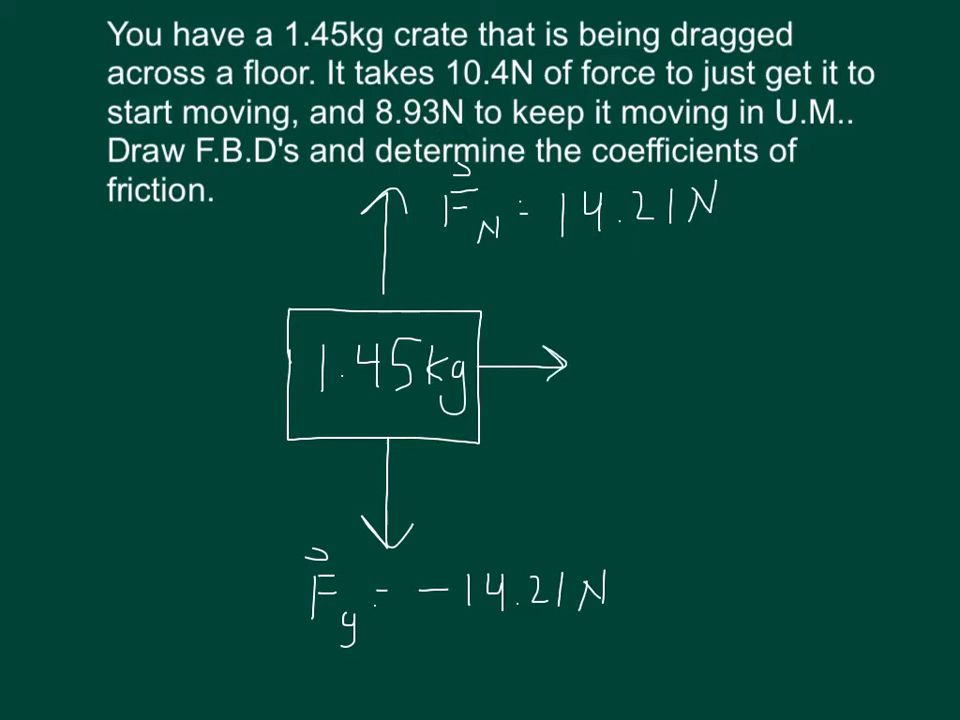 You have a 1.45kg crate that is being dragged
across a floor. It takes 10.4N of force to just get it to
start moving, and 8.93N to keep it moving in U.M..
Draw F.B.D's and determine the coefficients of
friction.
F N = 14.21N
1.45kg
F g = -14.21N